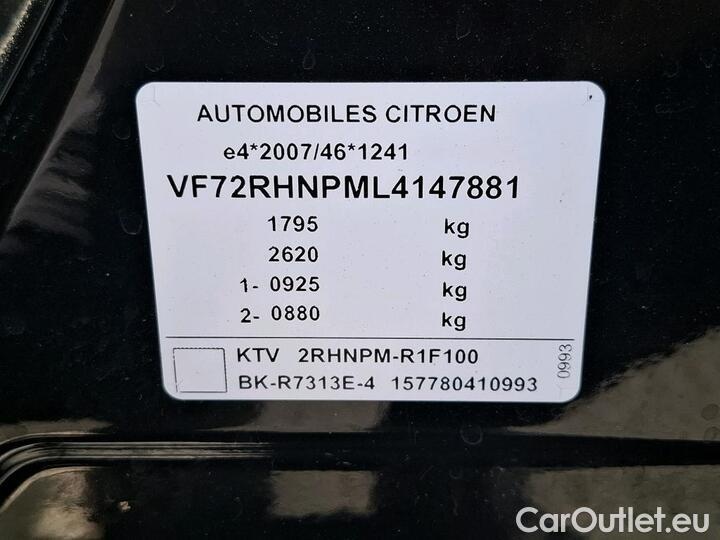 AUTOMOBILES CITROEN
e4*2007/46*1241
VF72RHNPML4147881
1795 kg
2620 kg
1- 0925 kg
2- 0880 kg
KTV 2RHNPM-R1F100
BK-R7313E-4 157780410993
0993
CarOutlet.eu